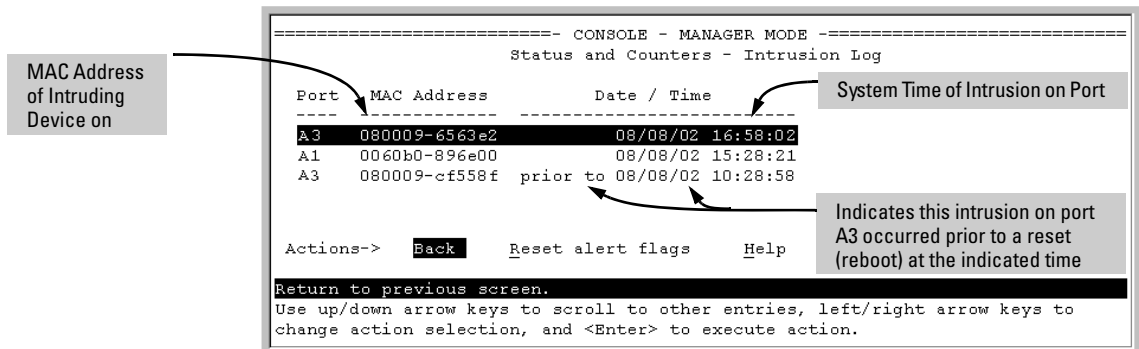 ===========================- CONSOLE - MANAGER MODE -============================
Status and Counters - Intrusion Log
MAC Address
of Intruding
Device on
System Time of Intrusion on Port
Port MAC Address Date / Time
---- ------------- --------------------------
A3 080009-6563e2 08/08/02 16:58:02
A1 0060b0-896e00 08/08/02 15:28:21
A3 080009-cf558f prior to 08/08/02 10:28:58
Indicates this intrusion on port
A3 occurred prior to a reset
(reboot) at the indicated time
Actions-> Back Reset alert flags Help
Return to previous screen.
Use up/down arrow keys to scroll to other entries, left/right arrow keys to
change action selection, and <Enter> to execute action.